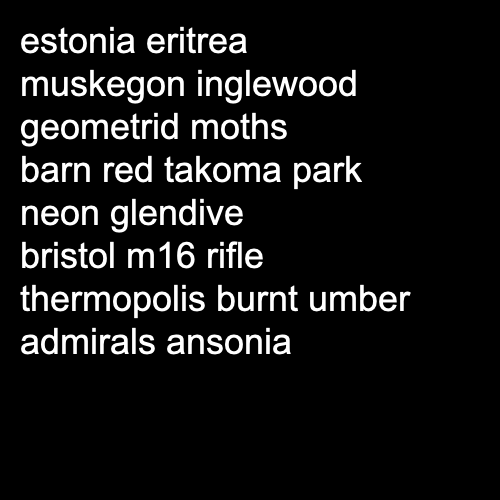 estonia eritrea
muskegon inglewood
geometrid moths
barn red takoma park
neon glendive
bristol m16 rifle
thermopolis burnt umber
admirals ansonia